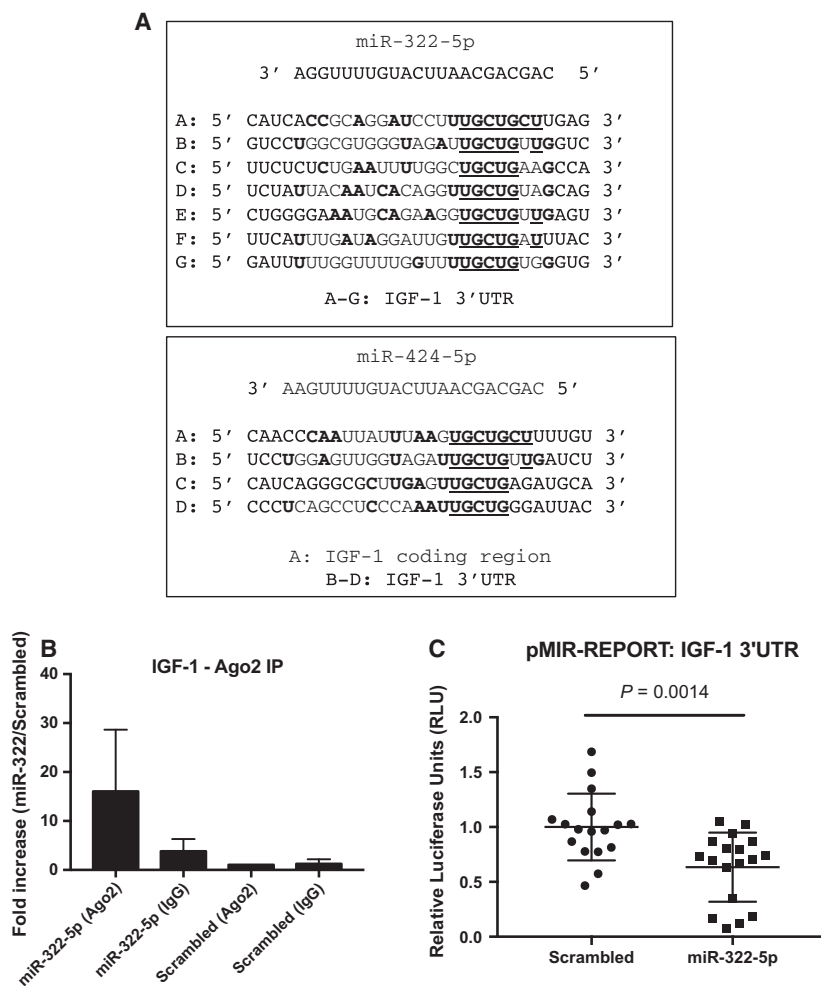 A
miR-322-5p
3' AGGUUUUGUACUUAACGACGAC 5'
A: 5' CAUCACCGCAGGAUCCUUUUGCUGCUUGAG 3'
B: 5' GUCCUGGCGUGGGUAGAUUGCUGUUGGUC 3'
C: 5' UUCUCUCUGAAUUUUGGCUGCUGAAGCCA 3'
D: 5' UCUAUUACAAUCACAGGUUGCUGUAGCAG 3'
E: 5' CUGGGGAAAUGCAGAAGGUGCUGUUGAGU 3'
F: 5' UUCAUUUGAUAGGAUUGUUGCUGAUUUAC 3'
G: 5' GAUUUUUGGUUUUGGUUUUGCUGUGGGUG 3'
A-G: IGF-1 3'UTR
miR-424-5p
3' AAGUUUUGUACUUAACGACGAC 5'
A: 5' CAACCCAAUUAUUUAAGUGCUGCUUUUGU 3'
B: 5' UCCUGGAGUUGGUAGAUUGCUGUUGAUCU 3'
C: 5' CAUCAGGGCGCUUGAGUUGCUGAGAUGCA 3'
D: 5' CCCUCAGCCUCCCAAAUUGCUGGGAUUAC 3'
A: IGF-1 coding region
B-D: IGF-1 3'UTR
B
IGF-1 - Ago2 IP
Fold increase (miR-322/Scrambled)
40
30
20
10
0
miR-322-5p (Ago2)
miR-322-5p (IgG)
Scrambled (Ago2)
Scrambled (IgG)
C
pMIR-REPORT: IGF-1 3'UTR
P = 0.0014
Relative Luciferase Units (RLU)
2.0
1.5
1.0
0.5
0.0
Scrambled
miR-322-5p